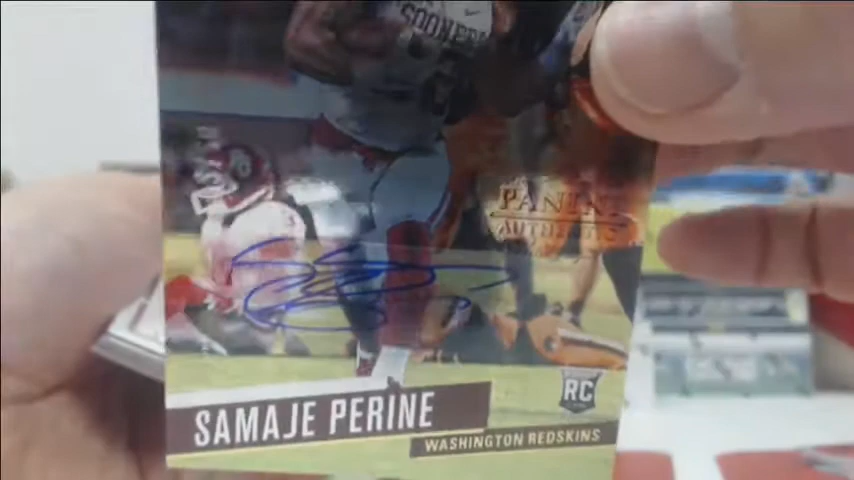 SOONERS
PANINI
AUTHENTIC
RC
SAMAJE PERINE
WASHINGTON REDSKINS